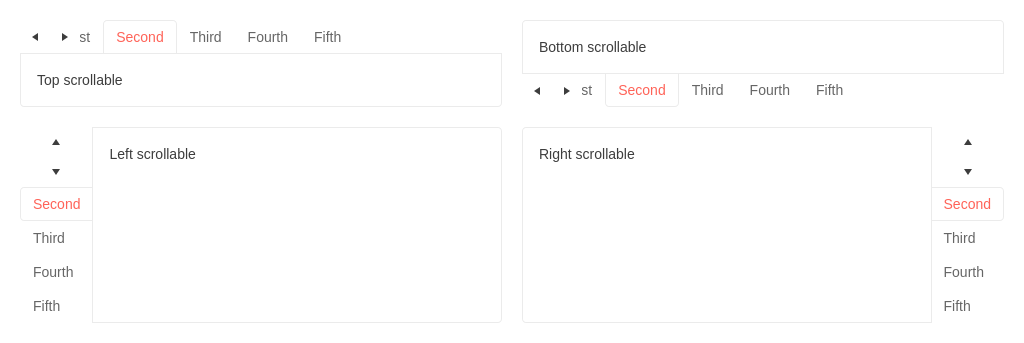 st Second Third Fourth Fifth
Top scrollable
Bottom scrollable
st Second Third Fourth Fifth
Left scrollable
Second
Third
Fourth
Fifth
Right scrollable
Second
Third
Fourth
Fifth